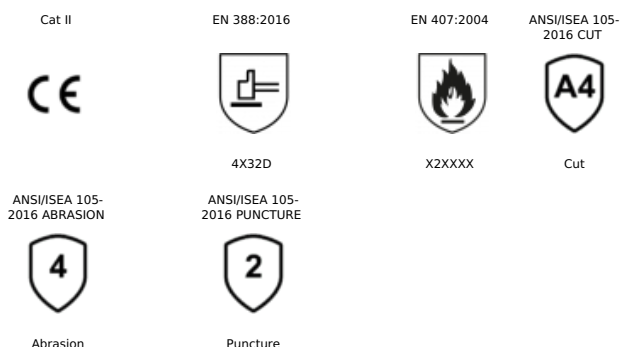 Cat II
EN 388:2016
EN 407:2004
ANSI/ISEA 105-
2016 CUT
CE
A4
4X32D
X2XXXX
Cut
ANSI/ISEA 105-
2016 ABRASION
ANSI/ISEA 105-
2016 PUNCTURE
4
2
Abrasion
Puncture